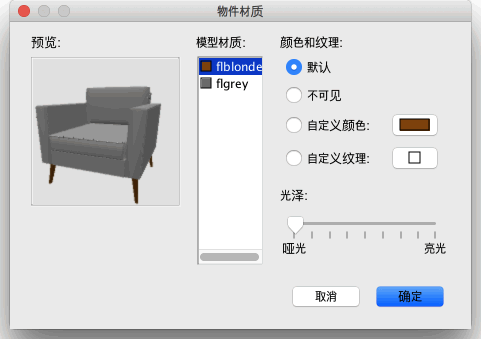 物件材质
预览:
模型材质:
颜色和纹理:
flblonde
flgrey
默认
不可见
自定义颜色:
自定义纹理:
光泽:
哑光
亮光
取消
确定